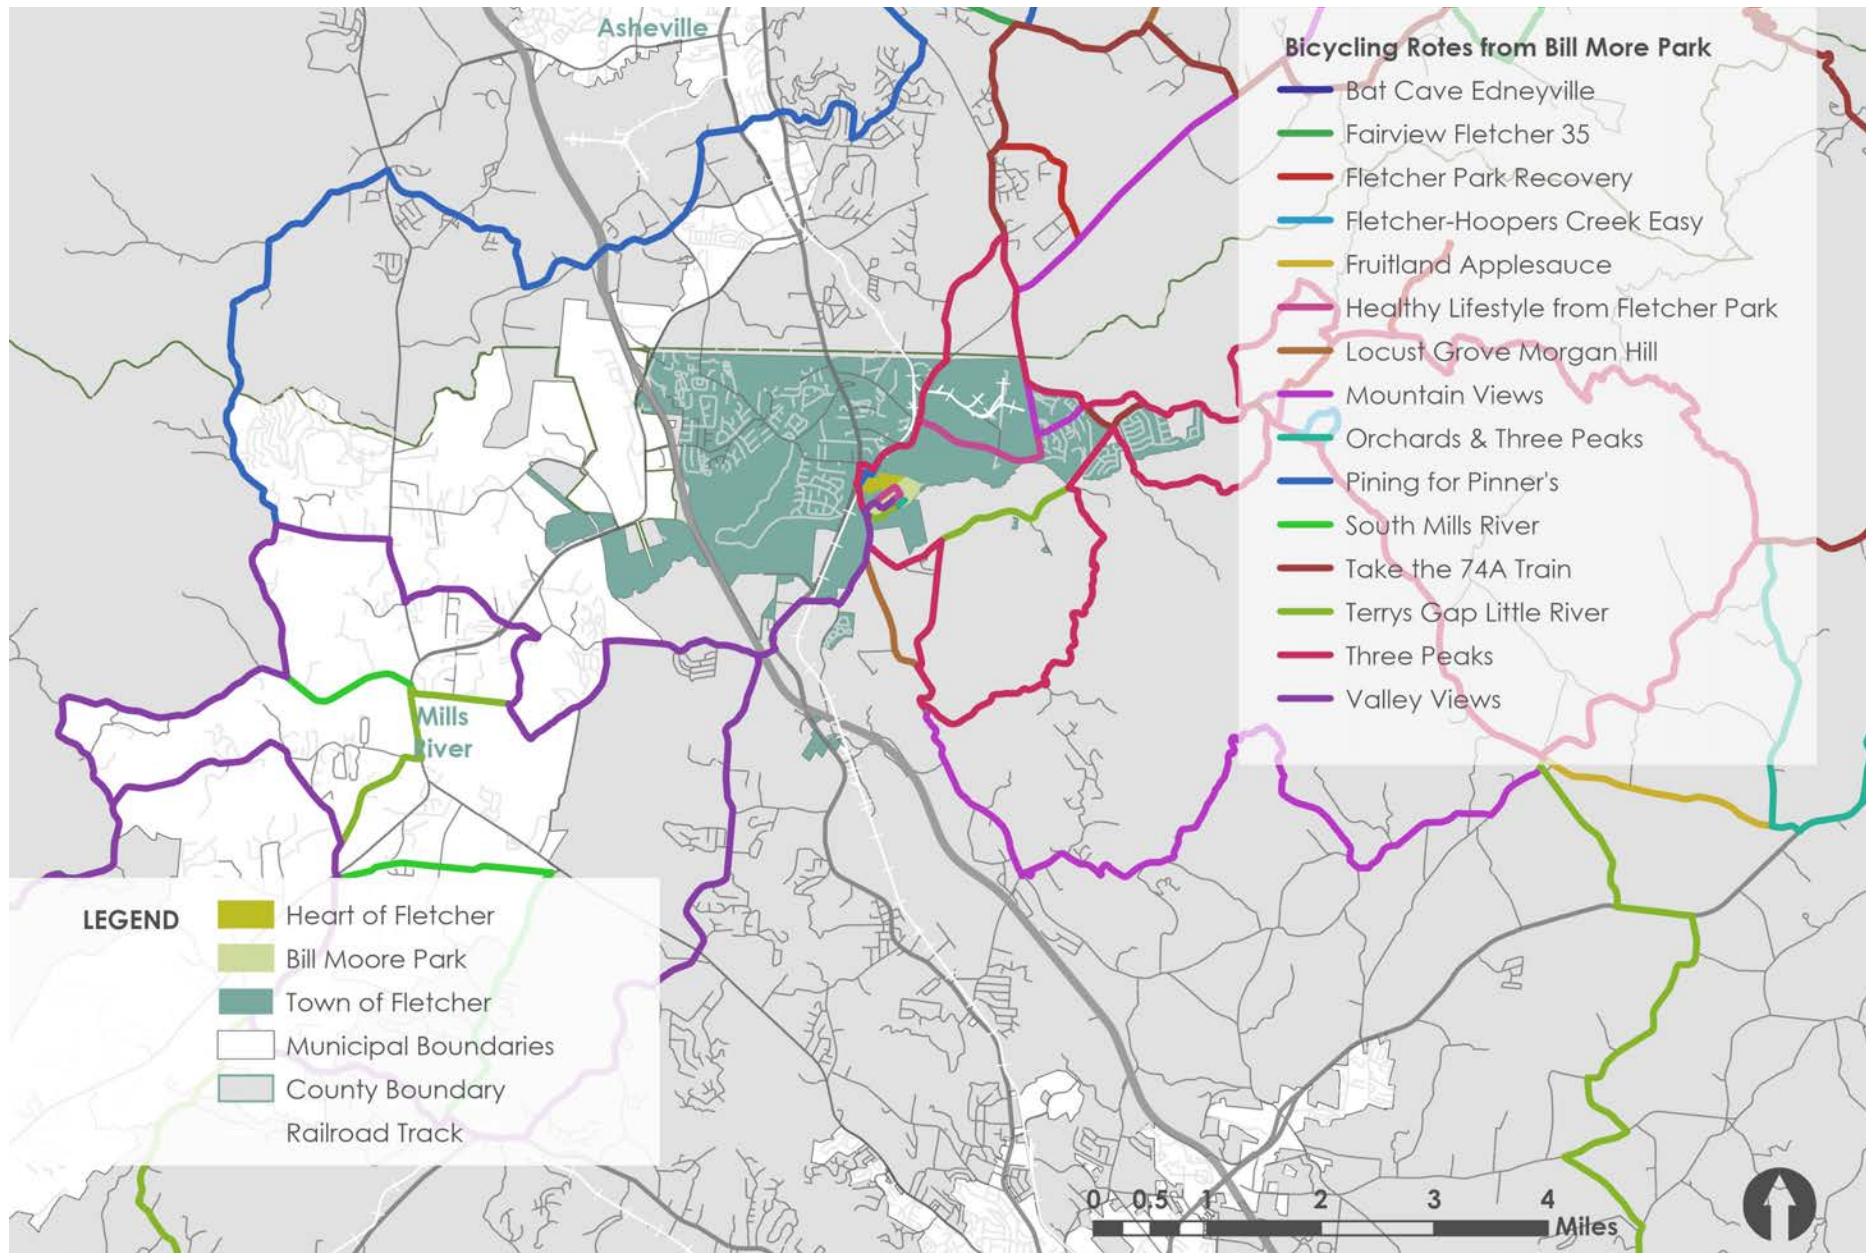 Asheville
Bicycling Rotes from Bill More Park
Bat Cave Edneyville
Fairview Fletcher 35
Fletcher Park Recovery
Fletcher-Hoopers Creek Easy
Fruitland Applesauce
Healthy Lifestyle from Fletcher Park
Locust Grove Morgan Hill
Mountain Views
Orchards & Three Peaks
Pining for Pinner's
South Mills River
Take the 74A Train
Terrys Gap Little River
Three Peaks
Valley Views
Mills
River
LEGEND
Heart of Fletcher
Bill Moore Park
Town of Fletcher
Municipal Boundaries
County Boundary
Railroad Track
0 0.5 1 2 3 4
Miles